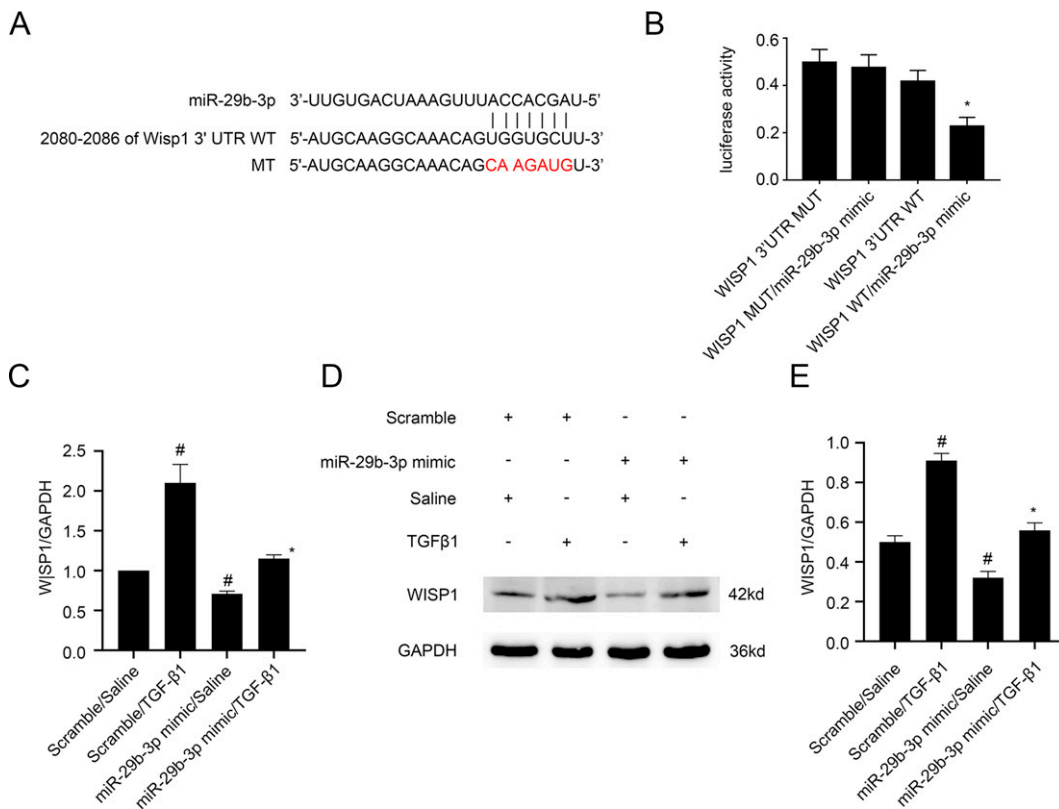 A
miR-29b-3p 3'-UUGUGACUAAAGUUUACCACGAU-5'
2080-2086 of Wisp1 3' UTR WT 5'-AUGCAAGGCAAACAGUGGUGCUU-3'
MT 5'-AUGCAAGGCAAACAGCA AGAUGU-3'
B
luciferase activity
0.6
0.4
0.2
0.0
*
WISP1 3'UTR MUT
WISP1 MUT/miR-29b-3p mimic
WISP1 3'UTR WT
WISP1 WT/miR-29b-3p mimic
C
WISP1/GAPDH
2.5
2.0
1.5
1.0
0.5
0.0
#
#
*
Scramble/Saline
Scramble/TGF-β1
miR-29b-3p mimic/Saline
miR-29b-3p mimic/TGF-β1
D
Scramble + + - -
miR-29b-3p mimic - - + +
Saline + - + -
TGFβ1 - + - +
WISP1 42kd
GAPDH 36kd
E
WISP1/GAPDH
1.0
0.8
0.6
0.4
0.2
0.0
#
#
*
Scramble/Saline
Scramble/TGF-β1
miR-29b-3p mimic/Saline
miR-29b-3p mimic/TGF-β1